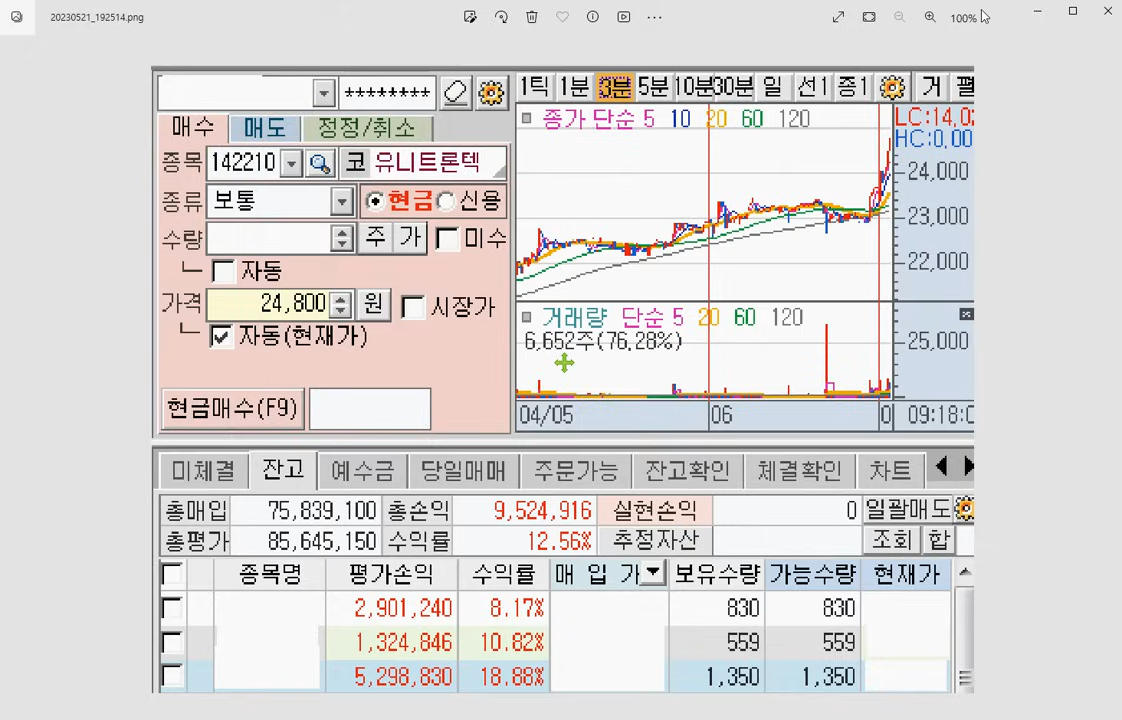 20230521_192514.png
100%
********
1틱 1분 3분 5분 10분 30분 일 선1 종1 거
매수 매도 정정/취소
종가 단순 5 10 20 60 120
HC:0,00
종목 142210 코 유니트론텍
24,000
종류 보통 현금 신용
23,000
수량 주 가 미수
22,000
자동
가격 24,800 원 시장가
거래량 단순 5 20 60 120
자동(현재가)
6,652주(76,28%)
25,000
현금매수(F9)
04/05 06 09:18:0
미체결 잔고 예수금 당일매매 주문가능 잔고확인 체결확인 차트
총매입 75,839,100 총손익 9,524,916 실현손익 0 일괄매도
총평가 85,645,150 수익률 12.56% 추정자산 조회 합
종목명 평가손익 수익률 매 입 가 보유수량 가능수량 현재가
2,901,240 8.17% 830 830
1,324,846 10.82% 559 559
5,298,830 18.88% 1,350 1,350